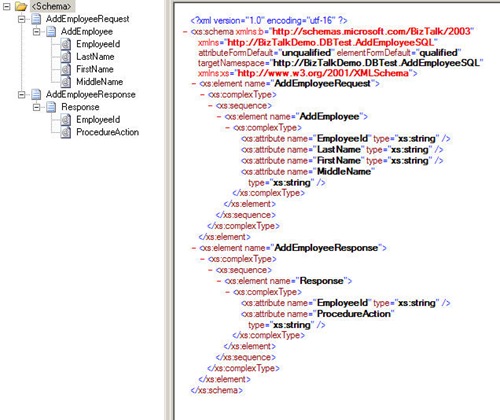 <Schema>
AddEmployeeRequest
AddEmployee
EmployeeId
LastName
FirstName
MiddleName
AddEmployeeResponse
Response
EmployeeId
ProcedureAction
<?xml version="1.0" encoding="utf-16" ?>
- <xs:schema xmlns:b="http://schemas.microsoft.com/BizTalk/2003"
xmlns="http://BizTalkDemo.DBTest.AddEmployeeSQL"
attributeFormDefault="unqualified" elementFormDefault="qualified"
targetNamespace="http://BizTalkDemo.DBTest.AddEmployeeSQL"
xmlns:xs="http://www.w3.org/2001/XMLSchema">
- <xs:element name="AddEmployeeRequest">
- <xs:complexType>
- <xs:sequence>
- <xs:element name="AddEmployee">
- <xs:complexType>
<xs:attribute name="EmployeeId" type="xs:string" />
<xs:attribute name="LastName" type="xs:string" />
<xs:attribute name="FirstName" type="xs:string" />
<xs:attribute name="MiddleName"
type="xs:string" />
</xs:complexType>
</xs:element>
</xs:sequence>
</xs:complexType>
</xs:element>
- <xs:element name="AddEmployeeResponse">
- <xs:complexType>
- <xs:sequence>
- <xs:element name="Response">
- <xs:complexType>
<xs:attribute name="EmployeeId" type="xs:string" />
<xs:attribute name="ProcedureAction"
type="xs:string" />
</xs:complexType>
</xs:element>
</xs:sequence>
</xs:complexType>
</xs:element>
</xs:schema>